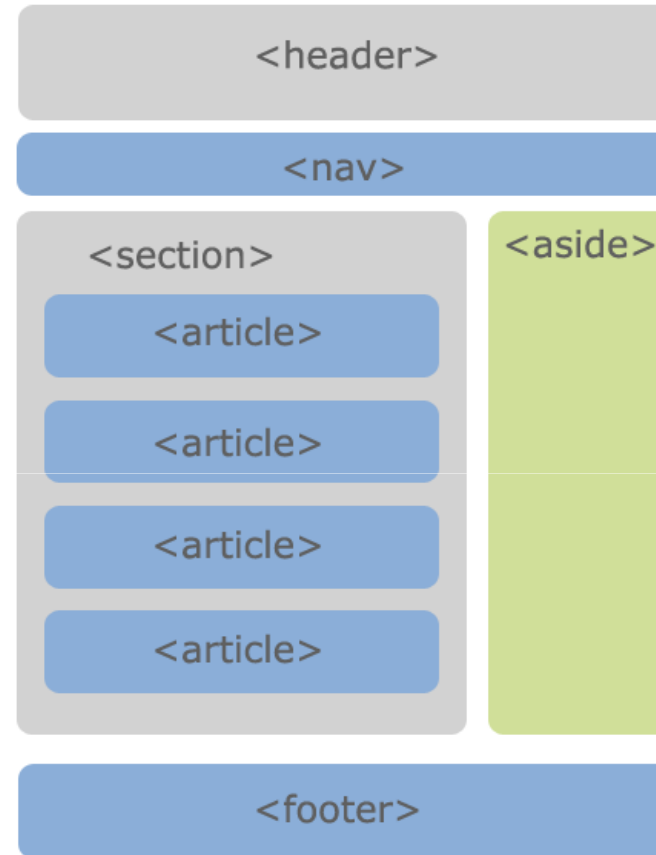 <header>
<nav>
<section>
<article>
<article>
<article>
<article>
<aside>
<footer>